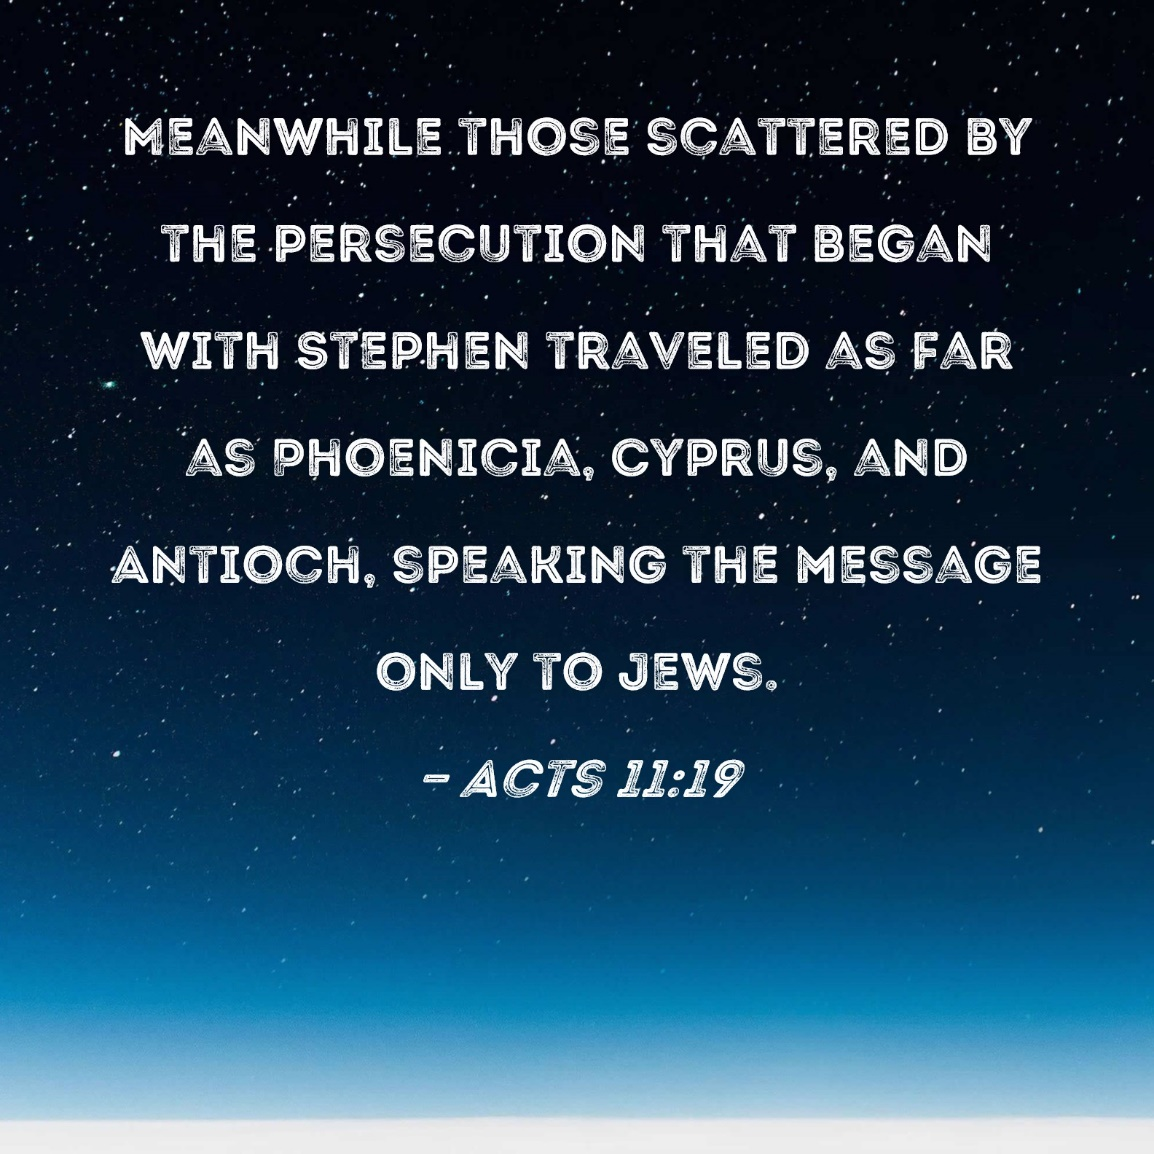 MEANWHILE THOSE SCATTERED BY
THE PERSECUTION THAT BEGAN
WITH STEPHEN TRAVELED AS FAR
AS PHOENICIA, CYPRUS, AND
ANTIOCH, SPEAKING THE MESSAGE
ONLY TO JEWS.
- ACTS 11:19